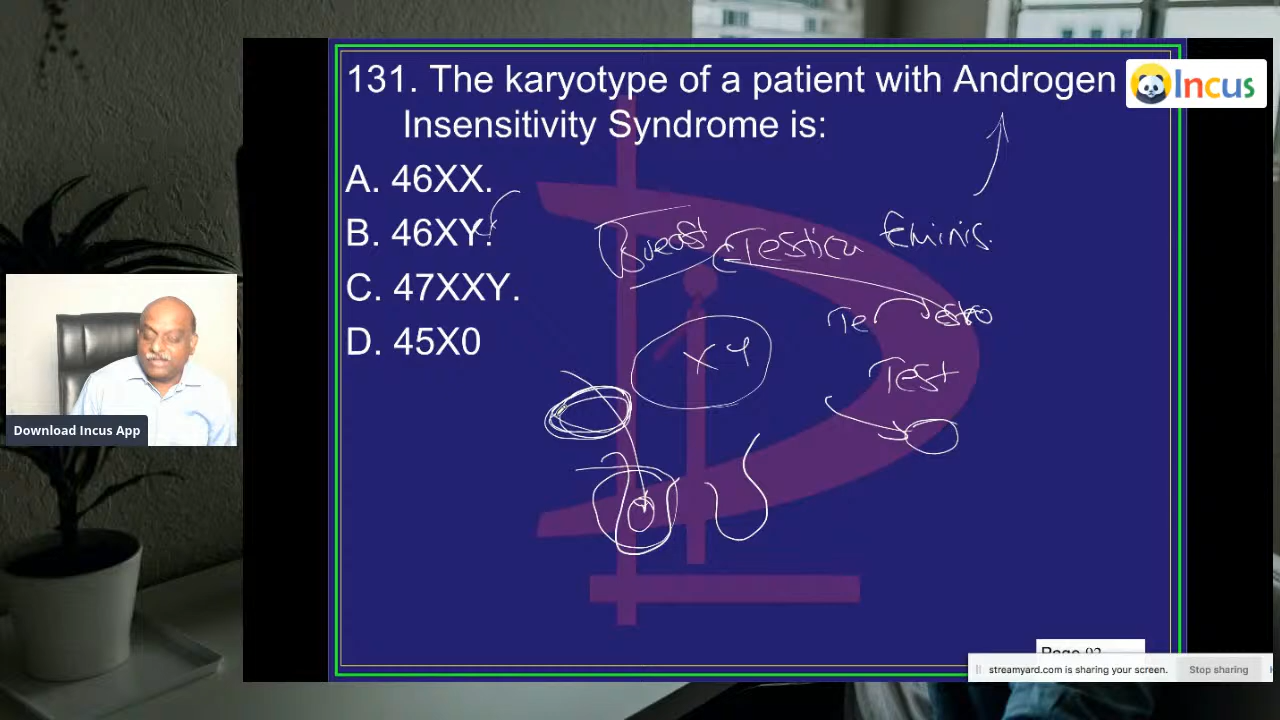 131. The karyotype of a patient with Androgen
Insensitivity Syndrome is:
A. 46XX.
B. 46XY.
C. 47XXY.
D. 45X0
Incus
Breast
XY
Test
Download Incus App
streamyard.com is sharing your screen.
Stop sharing